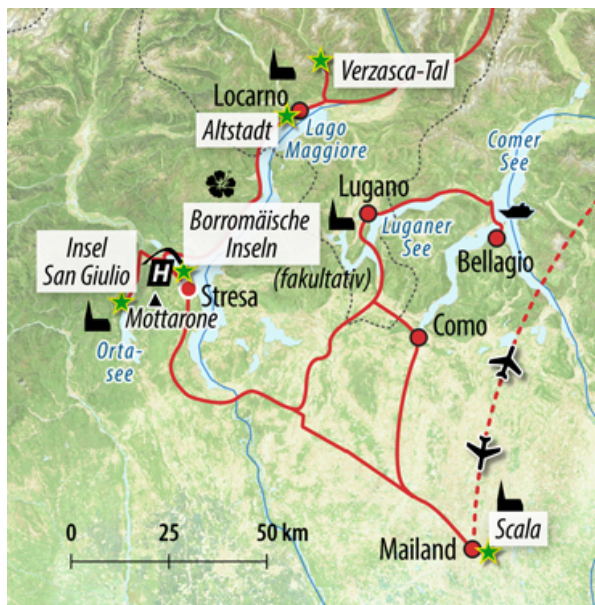 Verzasca-Tal
Locarno
Altstadt
Lago
Maggiore
Comer
See
Lugano
Borromäische
Inseln
Luganer
See
Insel
San Giulio
(fakultativ)
Bellagio
H
Stresa
Mottarone
Como
Orta-
see
0 25 50 km
Scala
Mailand